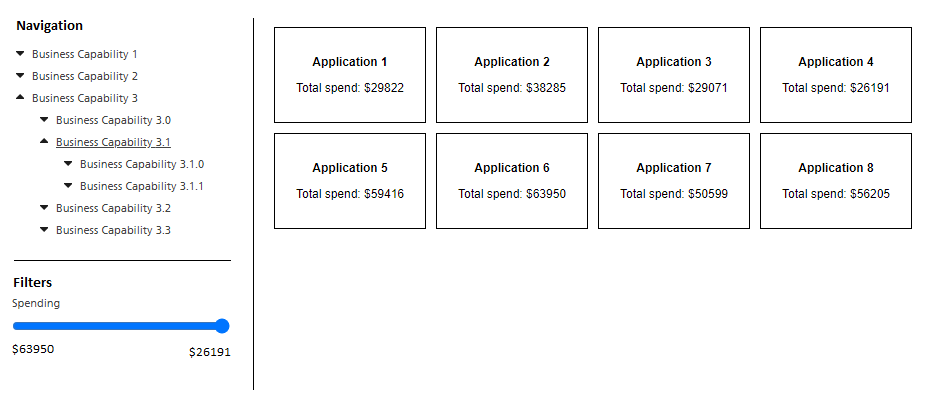 Navigation
Business Capability 1
Business Capability 2
Business Capability 3
Business Capability 3.0
Business Capability 3.1
Business Capability 3.1.0
Business Capability 3.1.1
Business Capability 3.2
Business Capability 3.3
Filters
Spending
$63950
$26191
Application 1
Total spend: $29822
Application 2
Total spend: $38285
Application 3
Total spend: $29071
Application 4
Total spend: $26191
Application 5
Total spend: $59416
Application 6
Total spend: $63950
Application 7
Total spend: $50599
Application 8
Total spend: $56205